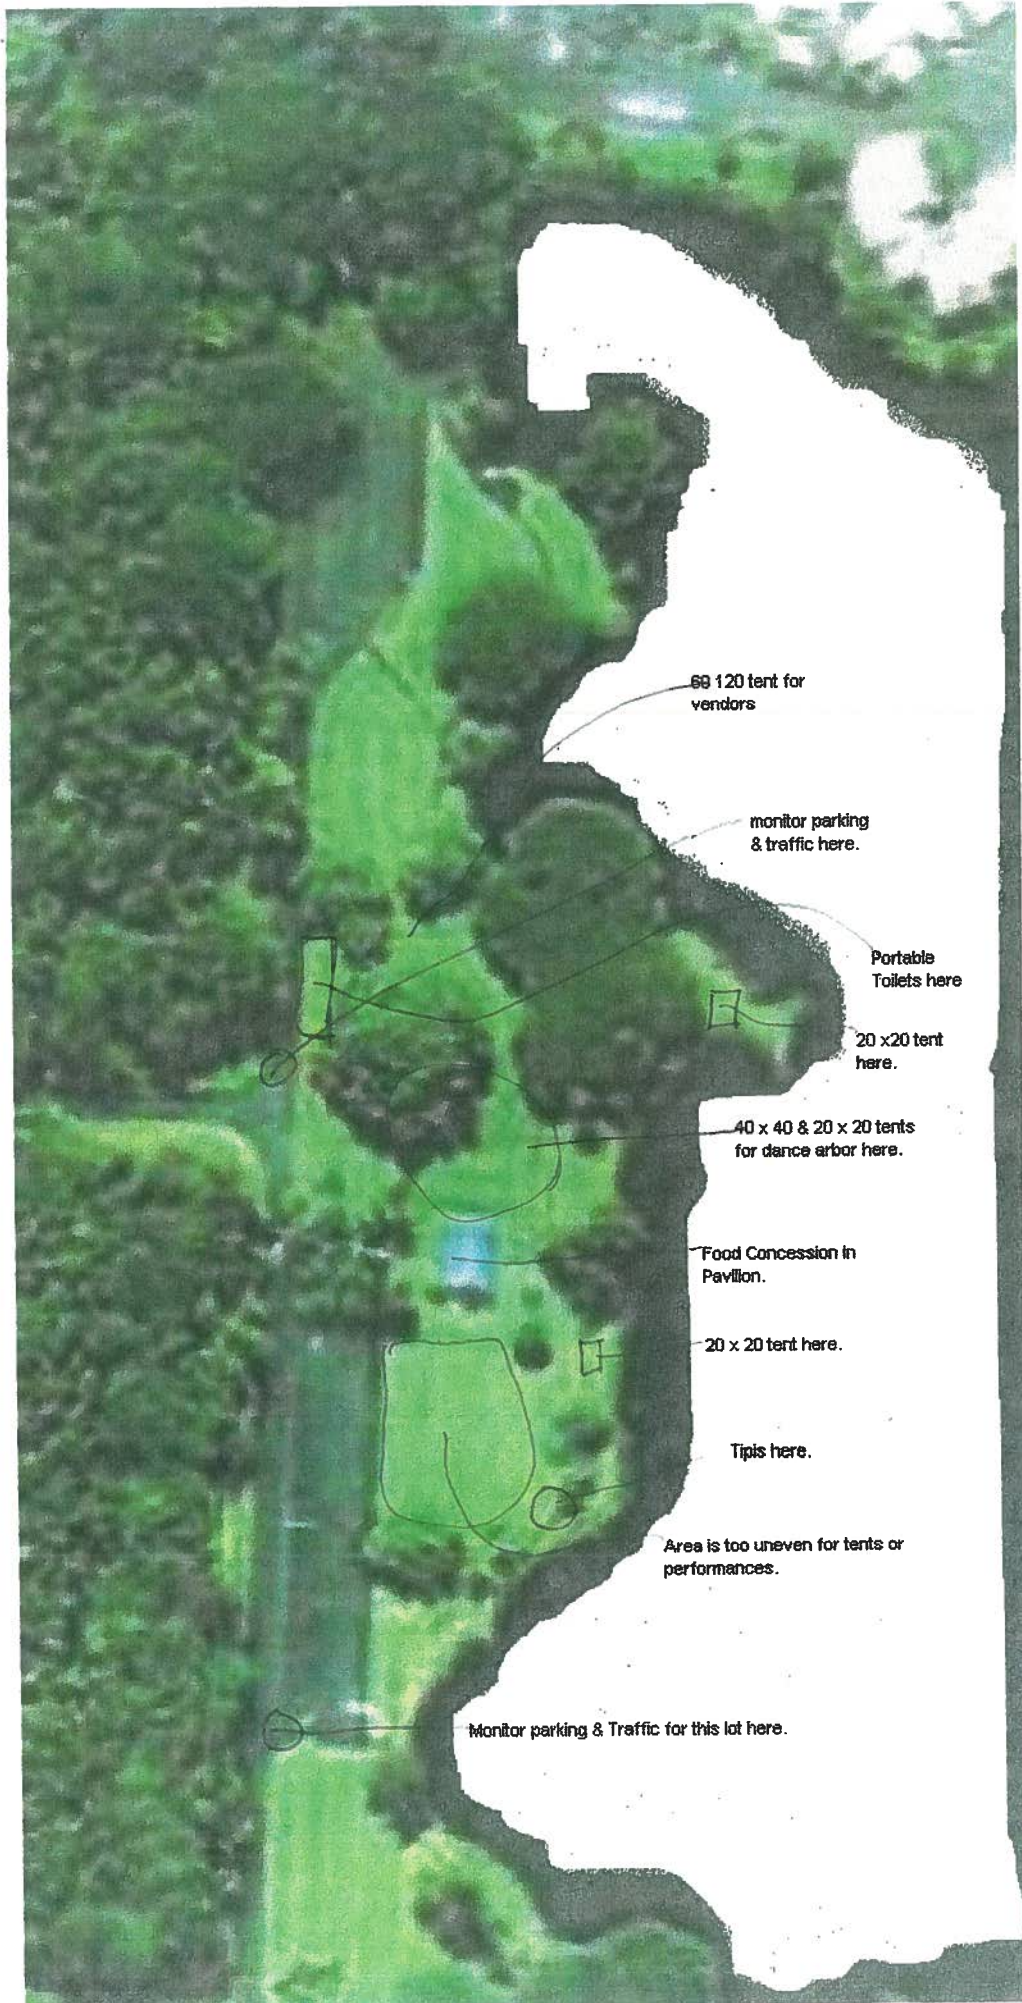 60 120 tent for
vendors
monitor parking
& traffic here.
Portable
Toilets here
20 x20 tent
here.
40 x 40 & 20 x 20 tents
for dance arbor here.
Food Concession in
Pavilion.
20 x 20 tent here.
Tipis here.
Area is too uneven for tents or
performances.
Monitor parking & Traffic for this lot here.